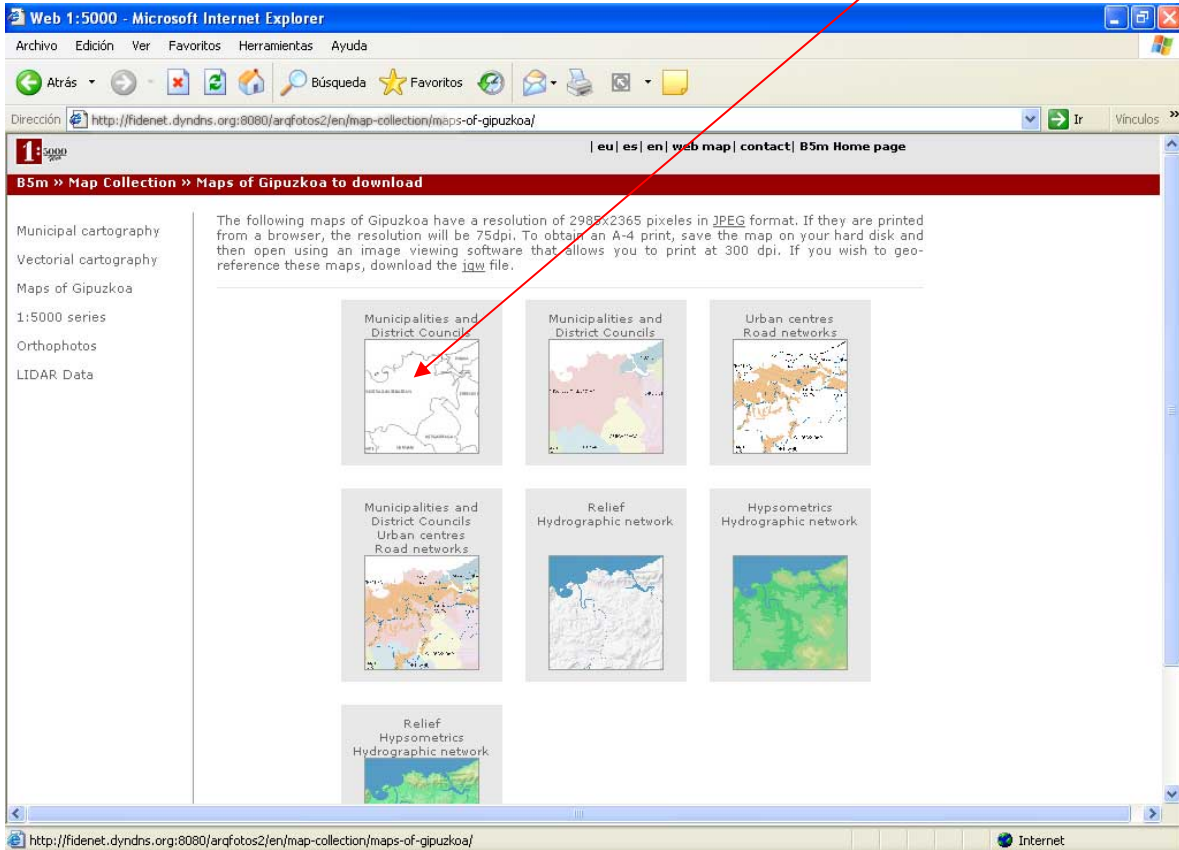 Web 1:5000 - Microsoft Internet Explorer
Archivo Edición Ver Favoritos Herramientas Ayuda
Atrás Búsqueda Favoritos
Dirección http://fidenet.dyndns.org:8080/arqfotos2/en/map-collection/maps-of-gipuzkoa/ Ir Vínculos »
1:5000
| eu| es| en| web map| contact| B5m Home page
B5m » Map Collection » Maps of Gipuzkoa to download
Municipal cartography
Vectorial cartography
Maps of Gipuzkoa
1:5000 series
Orthophotos
LIDAR Data
The following maps of Gipuzkoa have a resolution of 2985x2365 pixeles in JPEG format. If they are printed
from a browser, the resolution will be 75dpi. To obtain an A-4 print, save the map on your hard disk and
then open using an image viewing software that allows you to print at 300 dpi. If you wish to geo-
reference these maps, download the jgw file.
Municipalities and
District Councils
Municipalities and
District Councils
Urban centres
Road networks
Municipalities and
District Councils
Urban centres
Road networks
Relief
Hydrographic network
Hypsometrics
Hydrographic network
Relief
Hypsometrics
Hydrographic network
http://fidenet.dyndns.org:8080/arqfotos2/en/map-collection/maps-of-gipuzkoa/ Internet